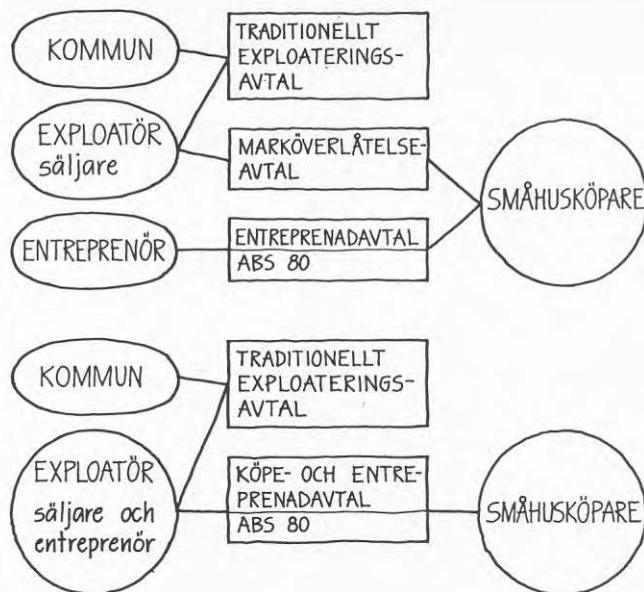 KOMMUN
TRADITIONELLT
EXPLOATERINGS-
AVTAL
EXPLOATÖR
säljare
MARKÖVERLÅTELSE-
AVTAL
SMÅHUSKÖPARE
ENTREPRENÖR
ENTREPRENADAVTAL
ABS 80
KOMMUN
TRADITIONELLT
EXPLOATERINGS-
AVTAL
EXPLOATÖR
säljare och
entreprenör
KÖPE- OCH ENTRE-
PRENADAVTAL
ABS 80
SMÅHUSKÖPARE